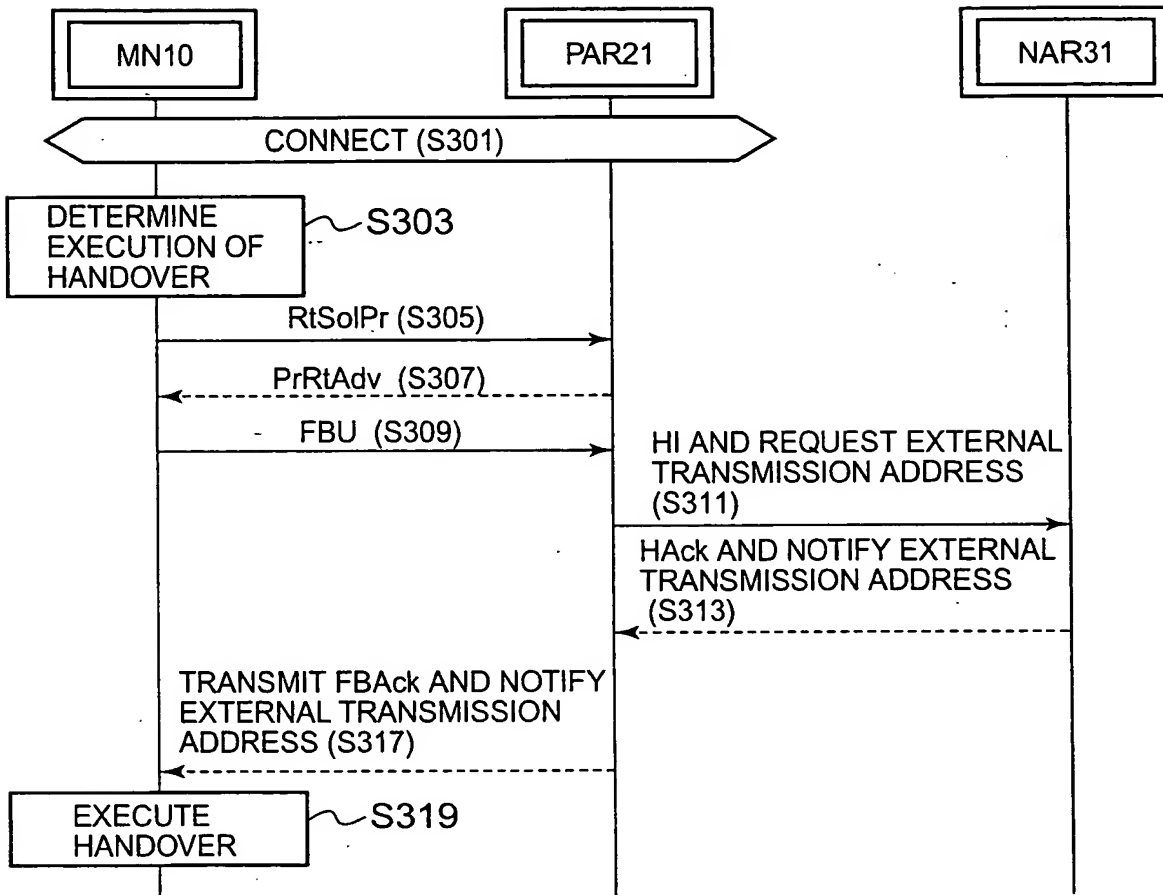 MN10
PAR21
NAR31
CONNECT (S301)
DETERMINE
EXECUTION OF
HANDOVER
S303
RtSolPr (S305)
PrRtAdv (S307)
FBU (S309)
HI AND REQUEST EXTERNAL
TRANSMISSION ADDRESS
(S311)
HAck AND NOTIFY EXTERNAL
TRANSMISSION ADDRESS
(S313)
TRANSMIT FBAck AND NOTIFY
EXTERNAL TRANSMISSION
ADDRESS (S317)
EXECUTE
HANDOVER
S319